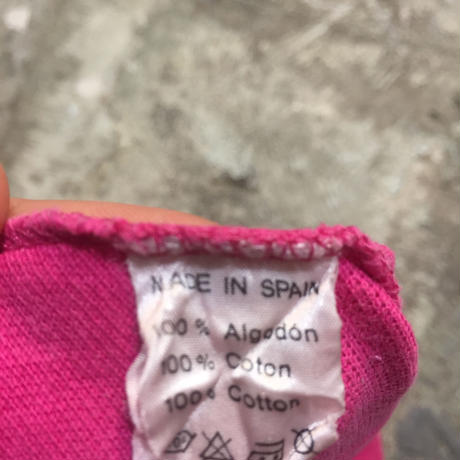 MADE IN SPAIN
100 % Algodón
100 % Coton
100 % Cotton